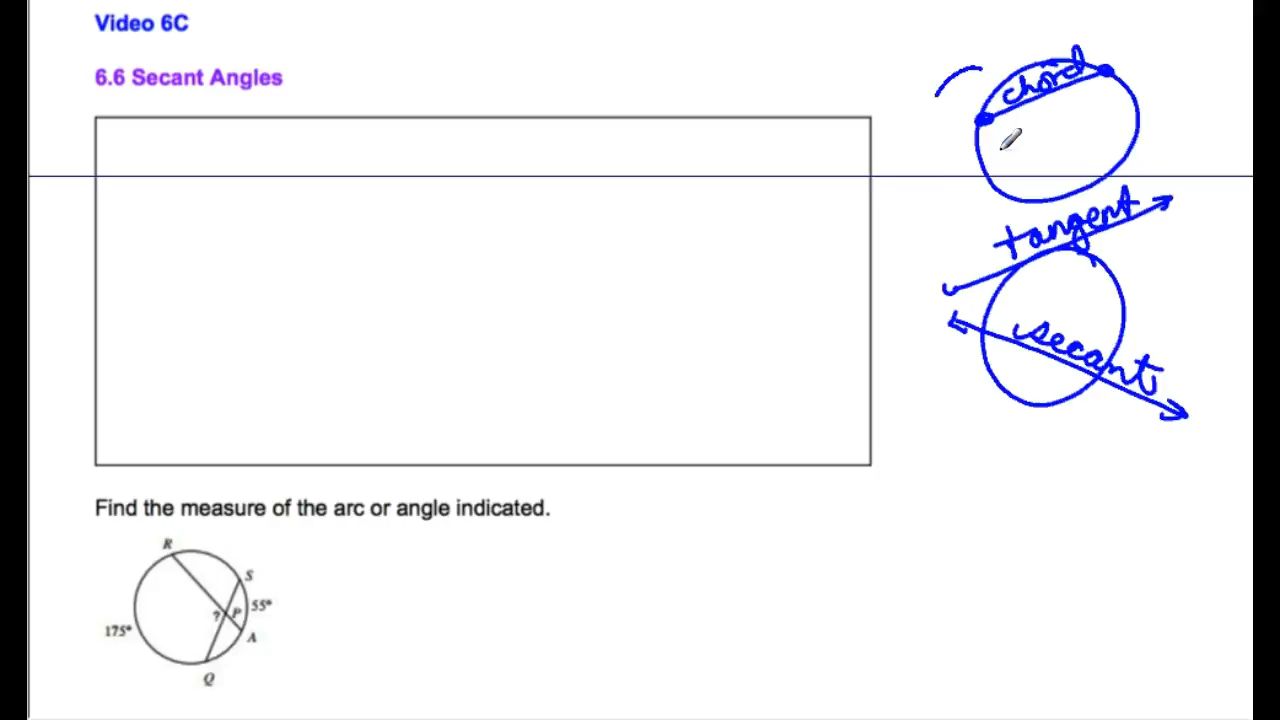 Video 6C
6.6 Secant Angles
chord
tangent
secant
Find the measure of the arc or angle indicated.
R
S
? P 55°
175°
A
Q